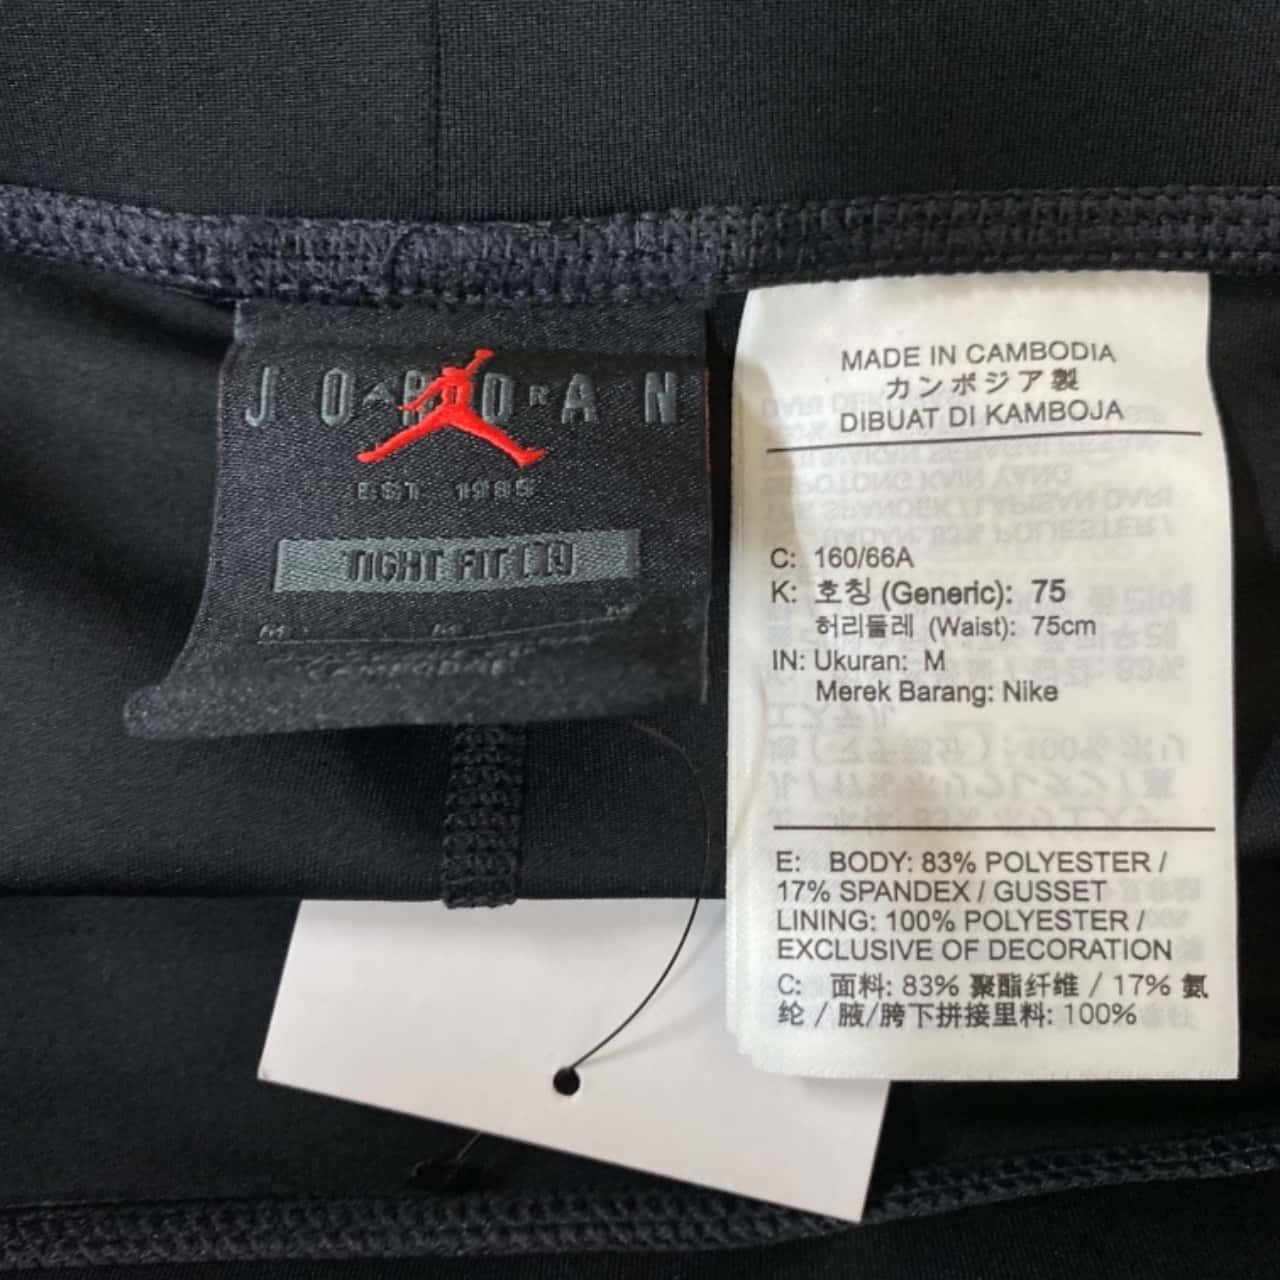 JORDAN
AIR
EST 1985
TIGHT FIT
MADE IN CAMBODIA
カンボジア製
DIBUAT DI KAMBOJA
C: 160/66A
K: 호칭 (Generic): 75
허리둘레 (Waist): 75cm
IN: Ukuran: M
Merek Barang: Nike
E: BODY: 83% POLYESTER /
17% SPANDEX / GUSSET
LINING: 100% POLYESTER /
EXCLUSIVE OF DECORATION
C: 面料: 83% 聚酯纤维 / 17% 氨
纶 / 腋/胯下拼接里料: 100%